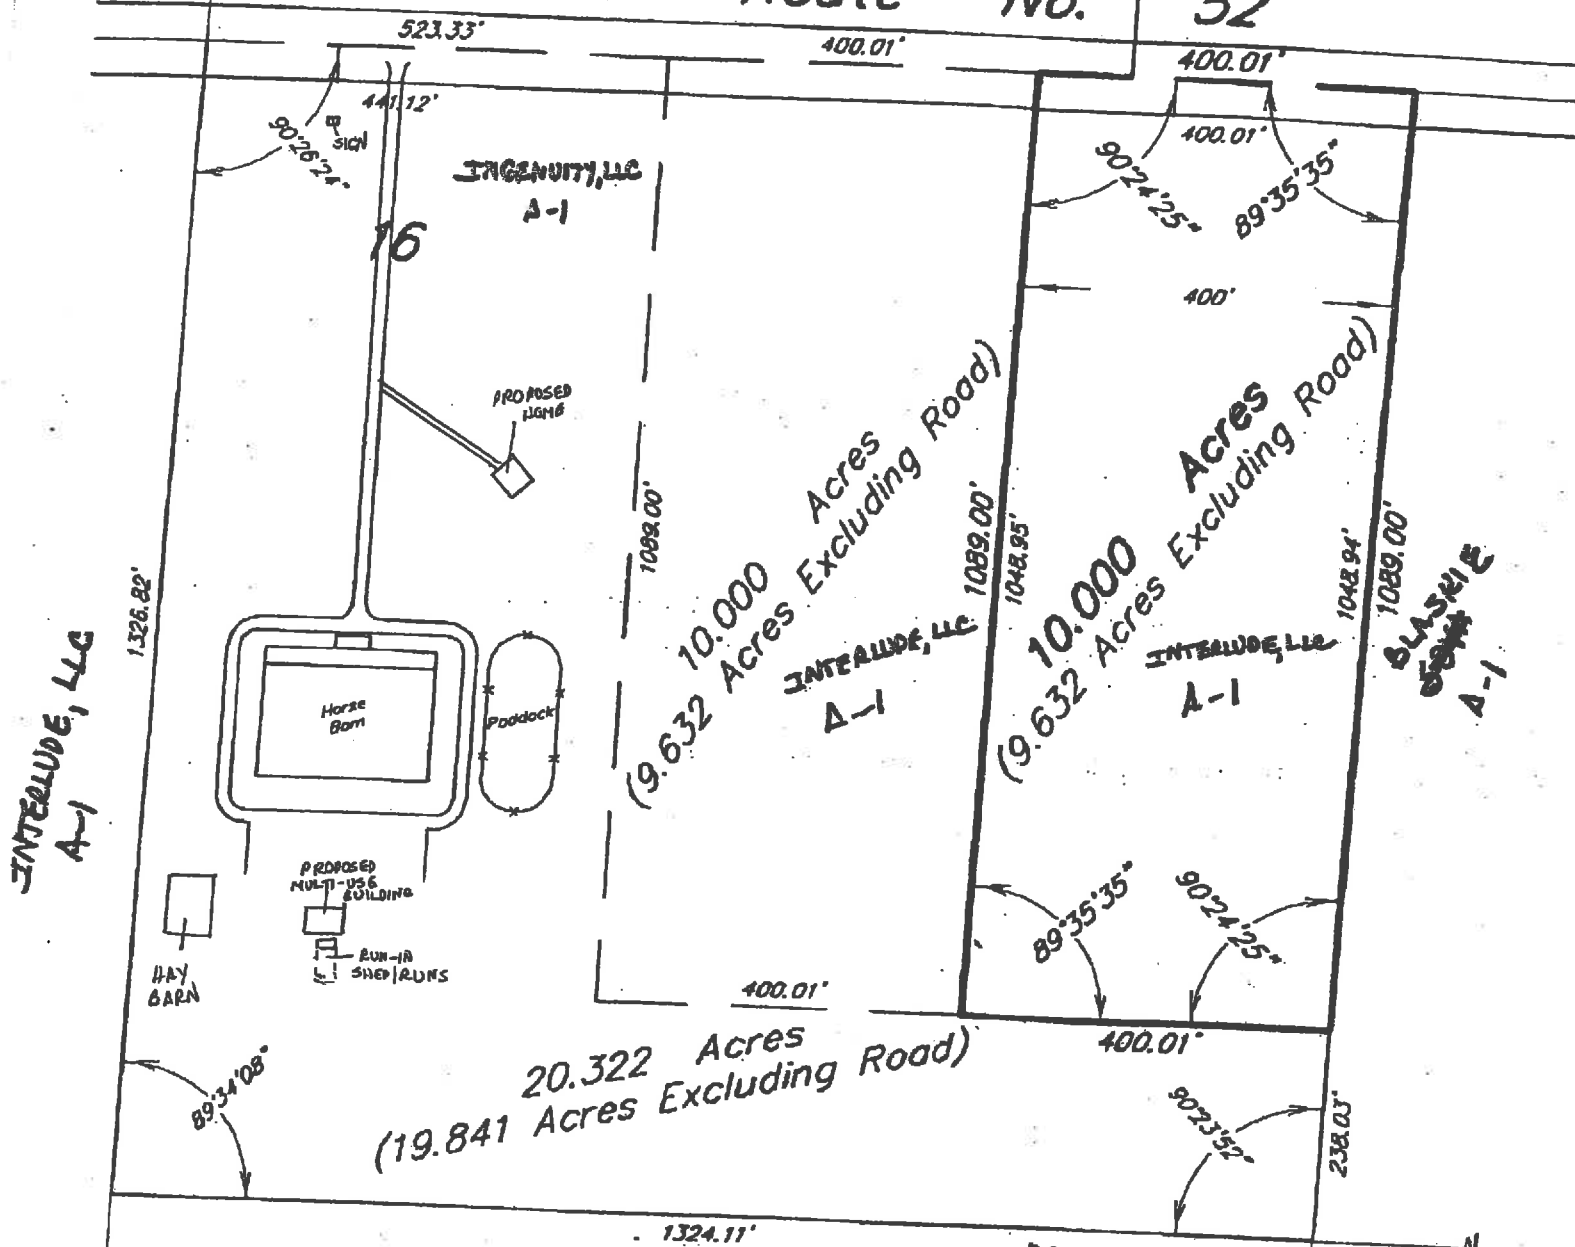 Route No. 52
523.33'
400.01'
400.01'
441.12'
400.01'
90°26'24"
SIGN
90°24'25"
89°35'35"
INGENUITY, LLC
A-1
16
400'
PROPOSED
HOME
1089.00'
10.000 Acres
(9.632 Acres Excluding Road)
INTERLUDE, LLC
A-1
1089.00'
1048.95'
10.000 Acres
(9.632 Acres Excluding Road)
INTERLUDE, LLC
A-1
1048.94'
1089.00'
BLASKIE
A-1
1326.82'
INTERLUDE, LLC
A-1
Horse
Barn
Paddock
PROPOSED
MULTI-USE
BUILDING
RUN-IN
SHED/RUNS
HAY
BARN
89°35'35"
90°24'25"
400.01'
400.01'
20.322 Acres
(19.841 Acres Excluding Road)
89°34'08"
90°23'52"
238.03'
1324.11'